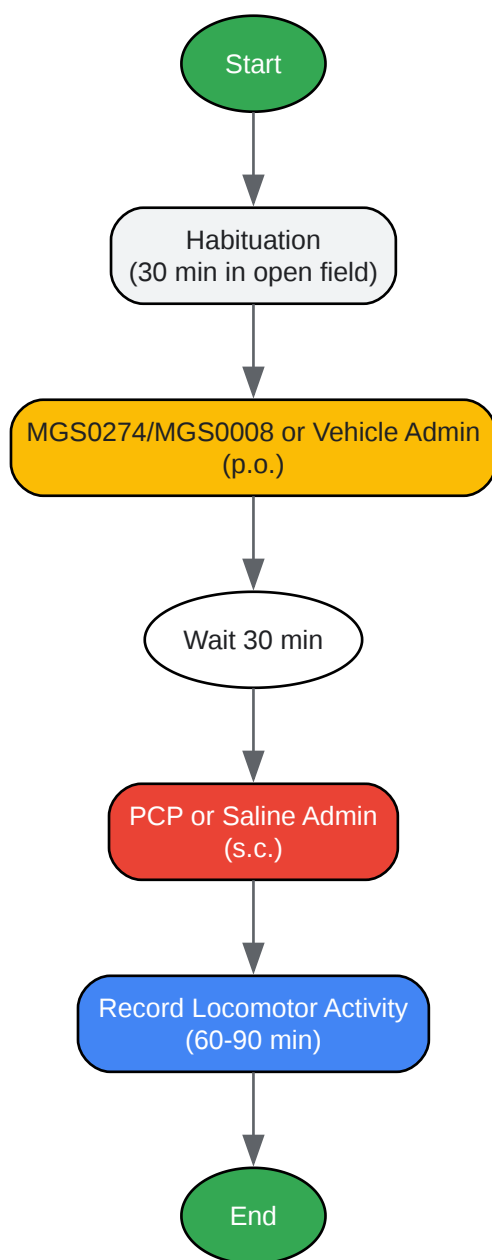 Start
Habituation
(30 min in open field)
MGS0274/MGS0008 or Vehicle Admin
(p.o.)
Wait 30 min
PCP or Saline Admin
(s.c.)
Record Locomotor Activity
(60-90 min)
End